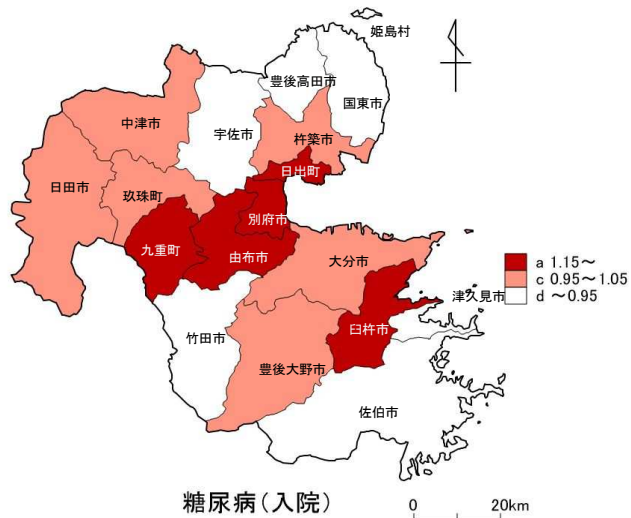 姫島村
豊後高田市
国東市
中津市
宇佐市
杵築市
日出町
日田市
玖珠町
別府市
九重町
由布市
大分市
a 1.15～
c 0.95～1.05
d ～0.95
津久見市
臼杵市
竹田市
豊後大野市
佐伯市
糖尿病(入院)
0 20km